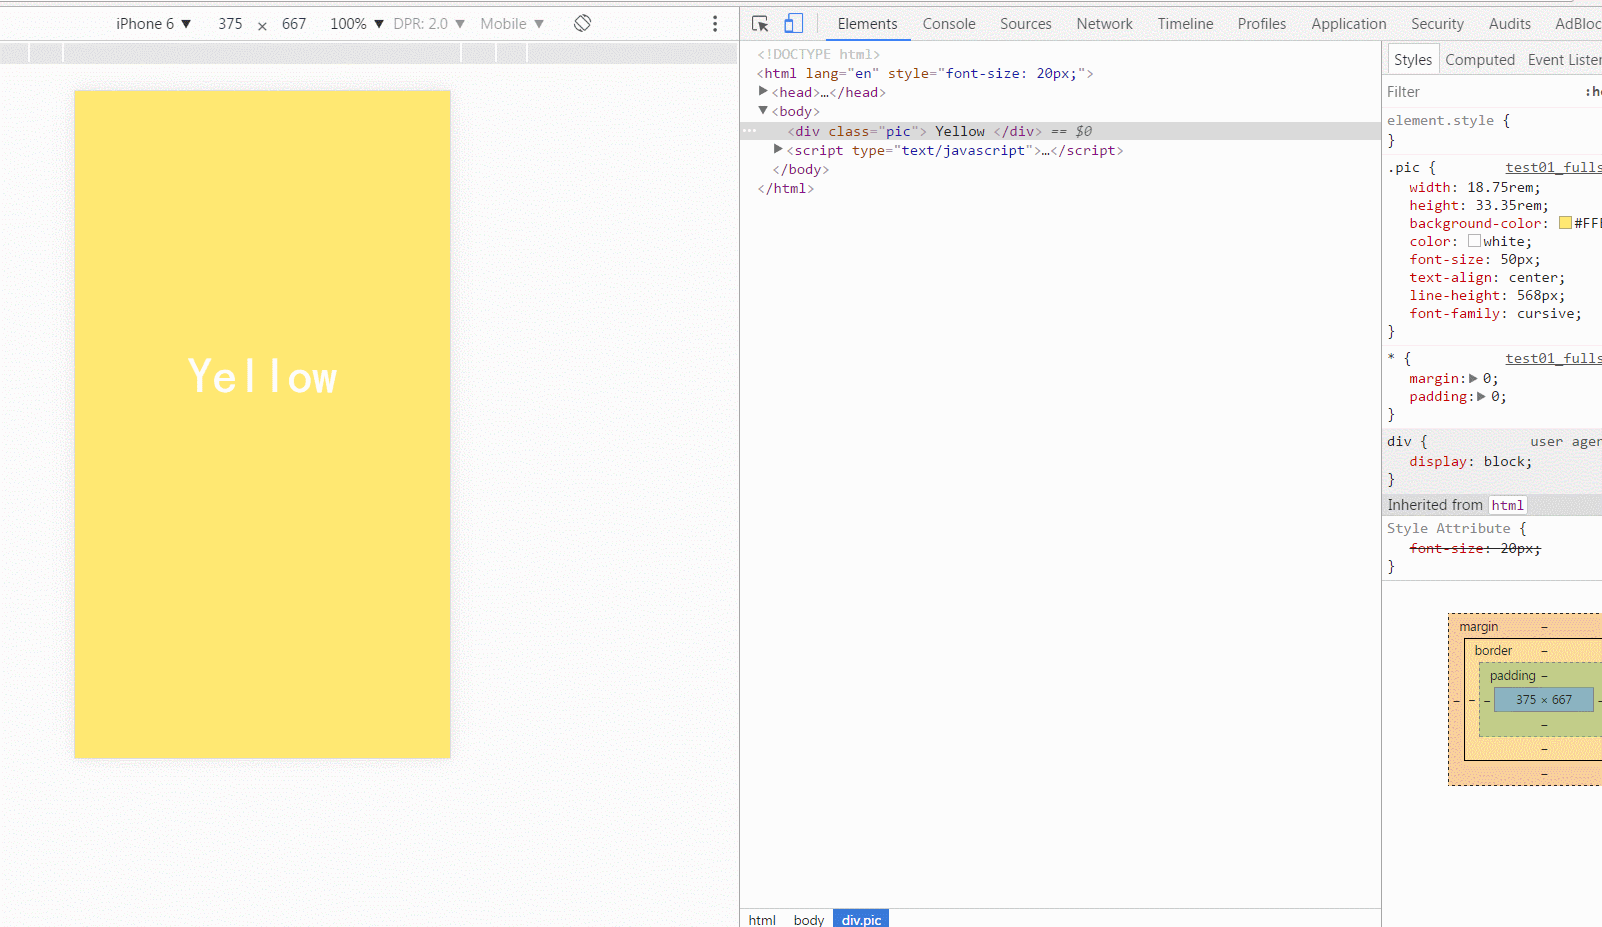 iPhone 6 ▼ 375 × 667 100% ▼ DPR: 2.0 ▼ Mobile ▼
Yellow
Elements Console Sources Network Timeline Profiles Application Security Audits AdBloc
<!DOCTYPE html>
<html lang="en" style="font-size: 20px;">
▶<head>…</head>
▼<body>
<div class="pic"> Yellow </div> == $0
▶<script type="text/javascript">…</script>
</body>
</html>
html body div.pic
Styles Computed Event Listen
Filter :ho
element.style {
}
.pic { test01_fulls
width: 18.75rem;
height: 33.35rem;
background-color: #FFE
color: white;
font-size: 50px;
text-align: center;
line-height: 568px;
font-family: cursive;
}
* { test01_fulls
margin:▶0;
padding:▶0;
}
div { user agen
display: block;
}
Inherited from html
Style Attribute {
font-size: 20px;
}
margin –
border –
padding –
– – – 375 × 667 –
–
–
–